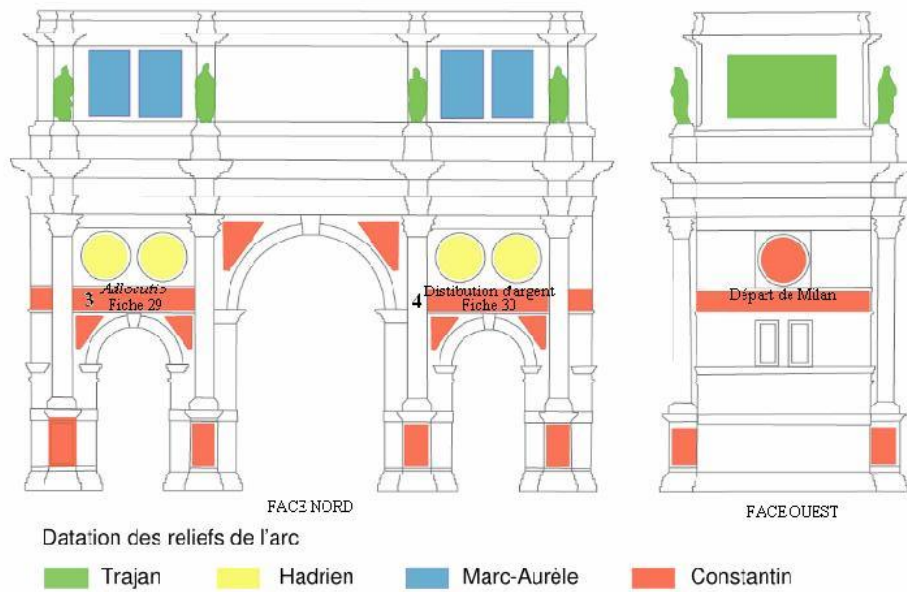 3 Adlocutio
Fiche 29
4 Distibution d'argent
Fiche 30
Départ de Milan
FACE NORD
FACE OUEST
Datation des reliefs de l'arc
Trajan
Hadrien
Marc-Aurèle
Constantin